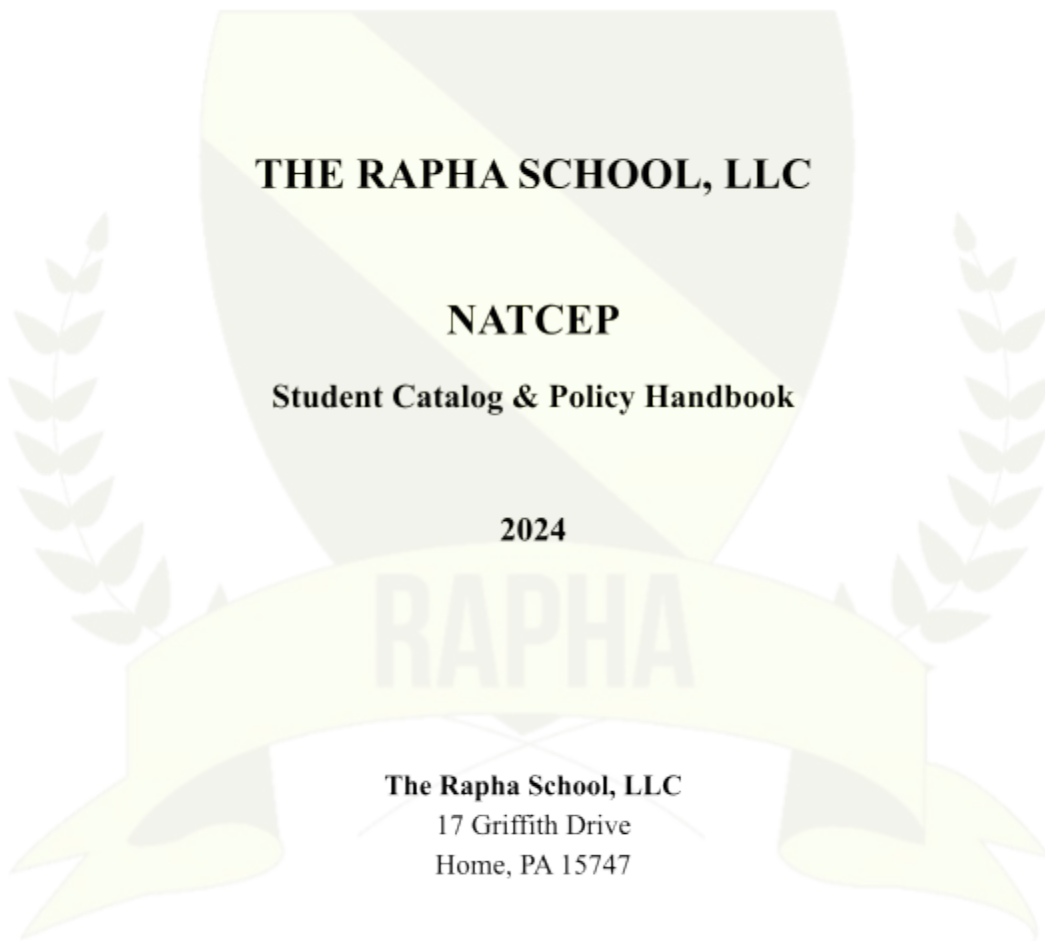 THE RAPHA SCHOOL, LLC
NATCEP
Student Catalog & Policy Handbook
2024
RAPHA
The Rapha School, LLC
17 Griffith Drive
Home, PA 15747